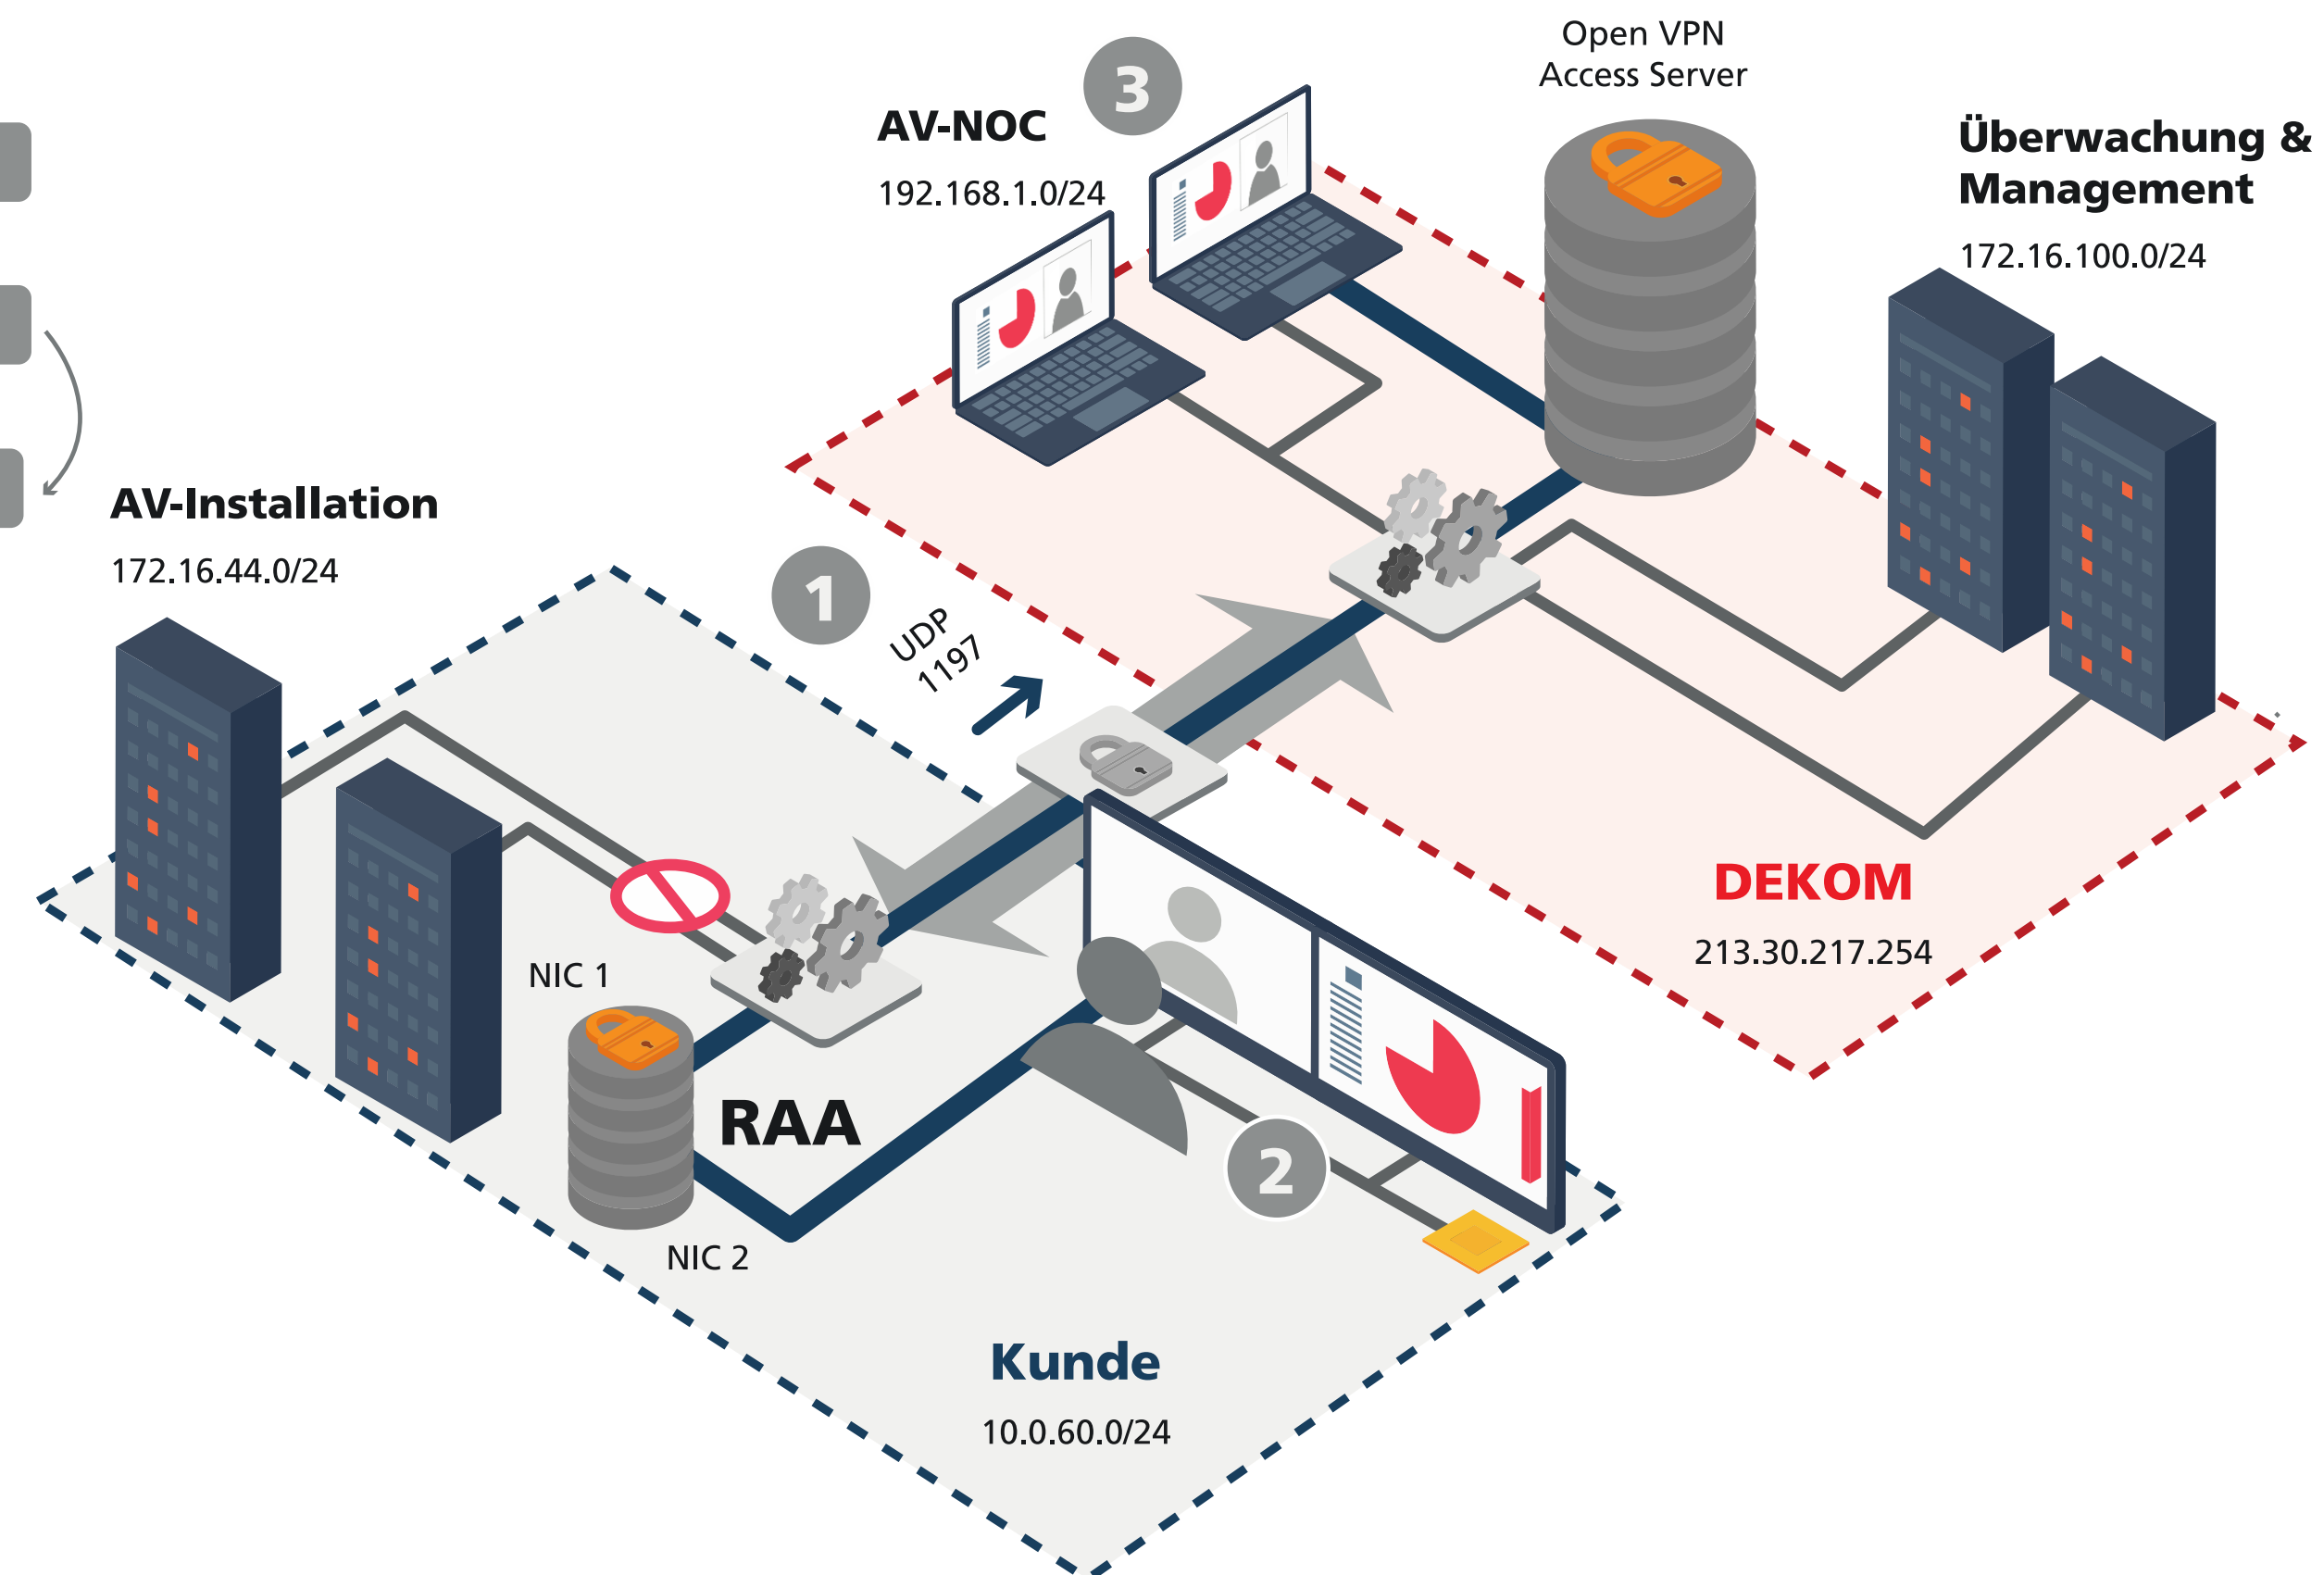 Open VPN
Access Server
3
AV-NOC
192.168.1.0/24
Überwachung &
Management
172.16.100.0/24
AV-Installation
172.16.44.0/24
1
UDP
1197
DEKOM
213.30.217.254
NIC 1
RAA
2
NIC 2
Kunde
10.0.60.0/24